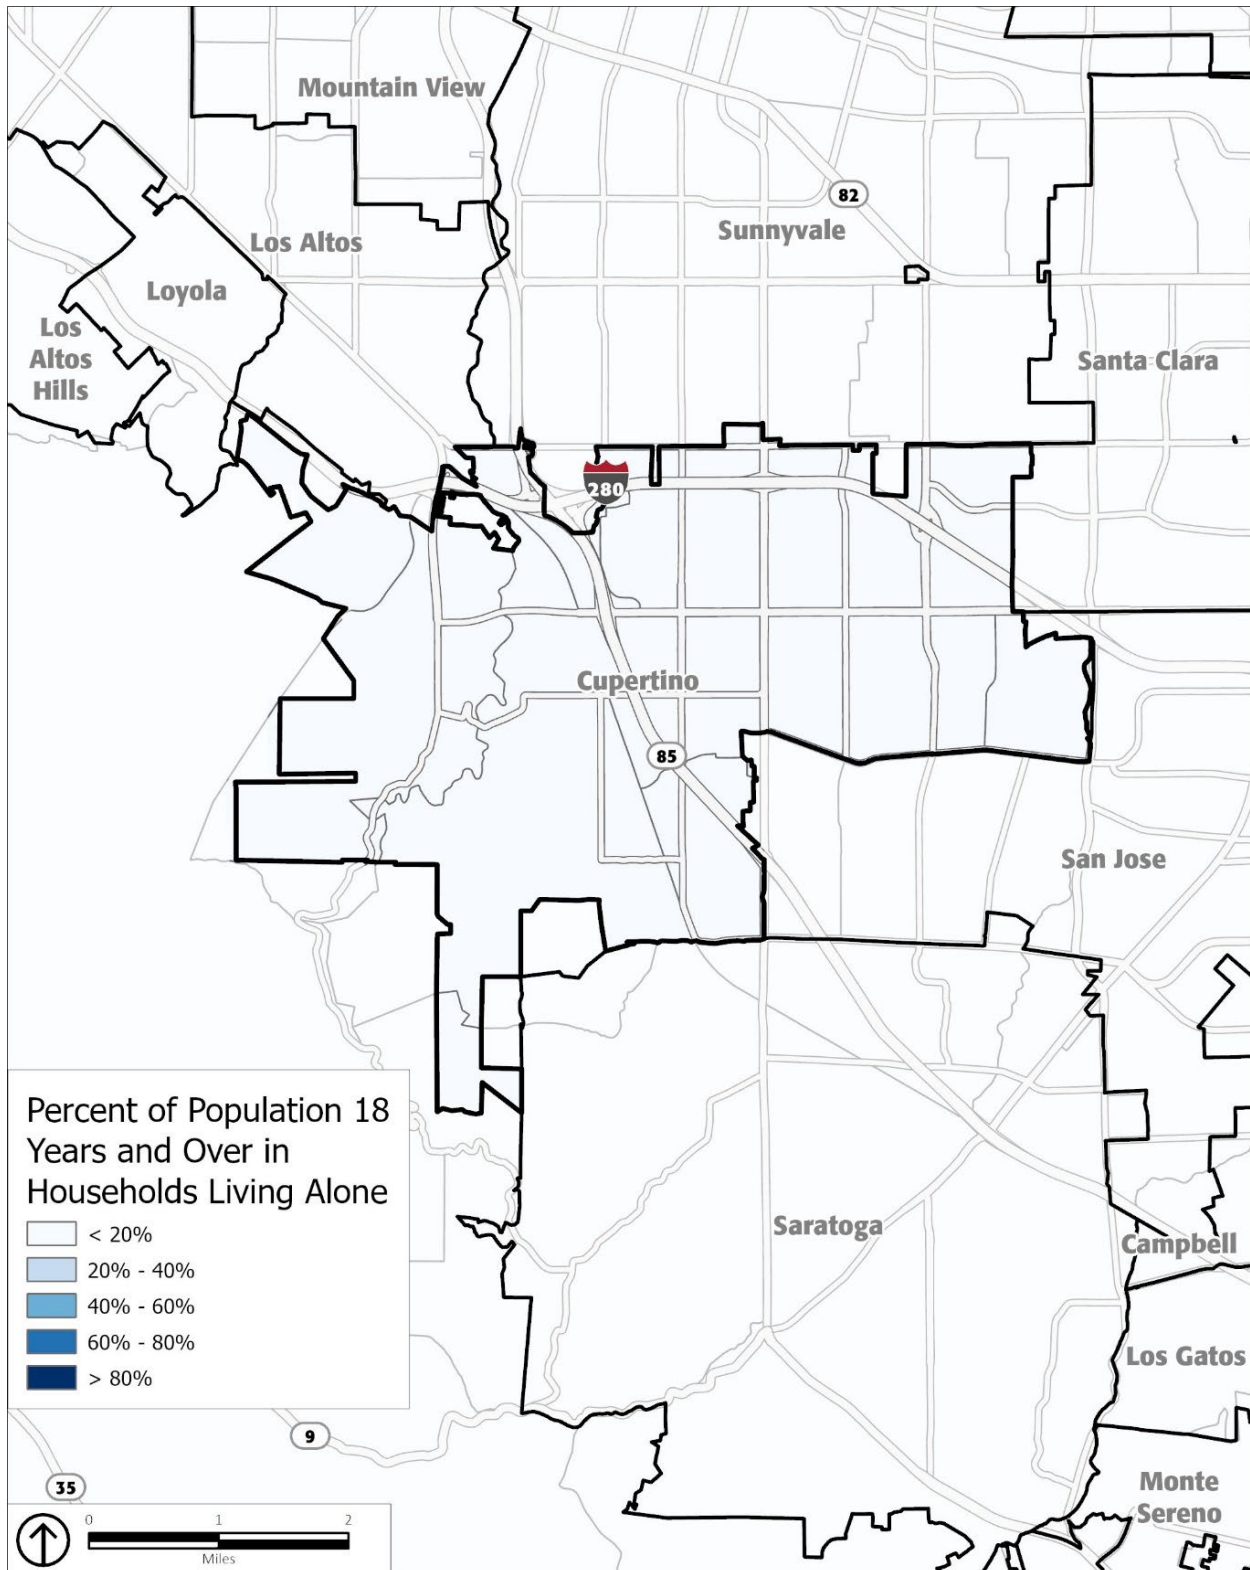 Mountain View
82
Sunnyvale
Los Altos
Loyola
Los
Altos
Hills
Santa Clara
280
Cupertino
85
San Jose
Percent of Population 18
Years and Over in
Households Living Alone
< 20%
20% - 40%
40% - 60%
60% - 80%
> 80%
Saratoga
Campbell
Los Gatos
9
35
Monte
Sereno
0 1 2
Miles